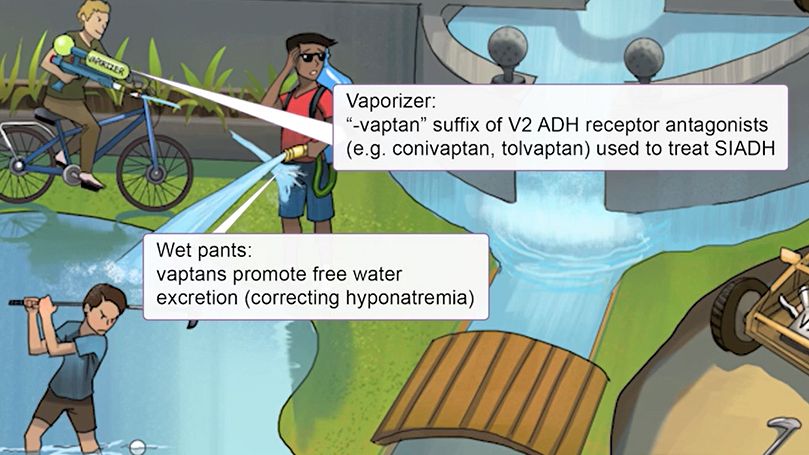 VAPORIZER
Vaporizer:
“-vaptan” suffix of V2 ADH receptor antagonists
(e.g. conivaptan, tolvaptan) used to treat SIADH
Wet pants:
vaptans promote free water
excretion (correcting hyponatremia)